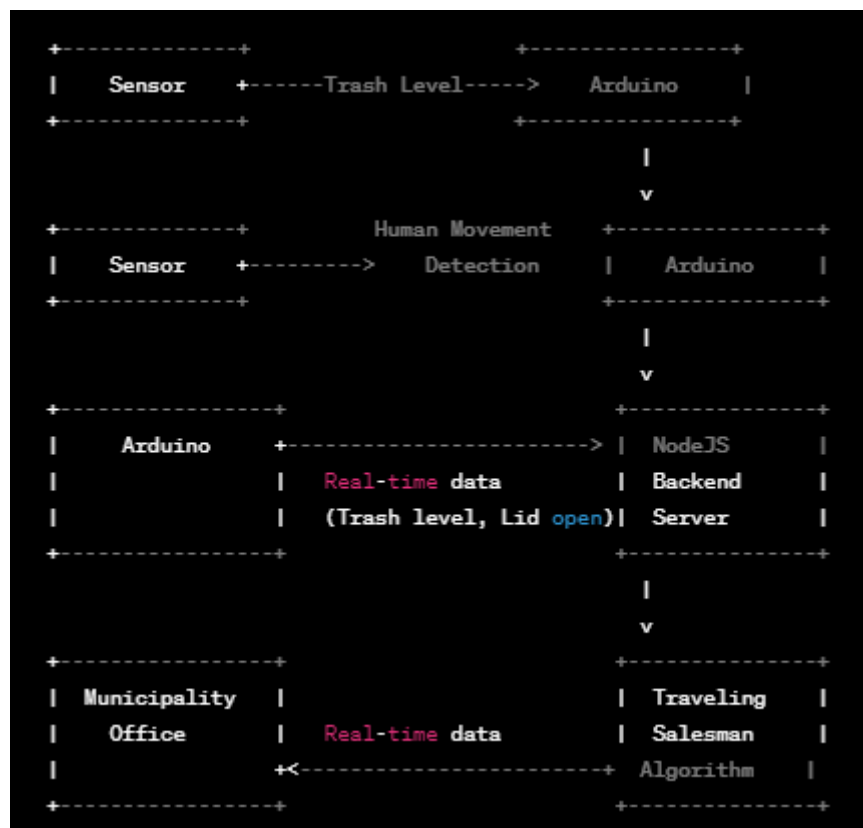 +--------------+                        +-----------------+
|    Sensor    +------Trash Level----->    Arduino      |
+--------------+                        +-----------------+
|
v
+--------------+           Human Movement    +-----------------+
|    Sensor    +--------->    Detection      |    Arduino      |
+--------------+                             +-----------------+
|
v
+------------------+                              +----------------+
|     Arduino      +--------------------------> |  NodeJS        |
|                  |   Real-time data           |  Backend       |
|                  |   (Trash level, Lid open)|  Server        |
+------------------+                              +----------------+
|
v
+------------------+                              +----------------+
|  Municipality   |                            |  Traveling     |
|    Office       |   Real-time data           |  Salesman      |
|                 +<--------------------------+  Algorithm    |
+------------------+                              +----------------+